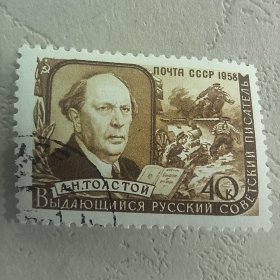 ПОЧТА СССР 1958
А.Н.ТОЛСТОЙ
40 к
ВЫДАЮЩИЙСЯ РУССКИЙ СОВЕТСКИЙ ПИСАТЕЛЬ